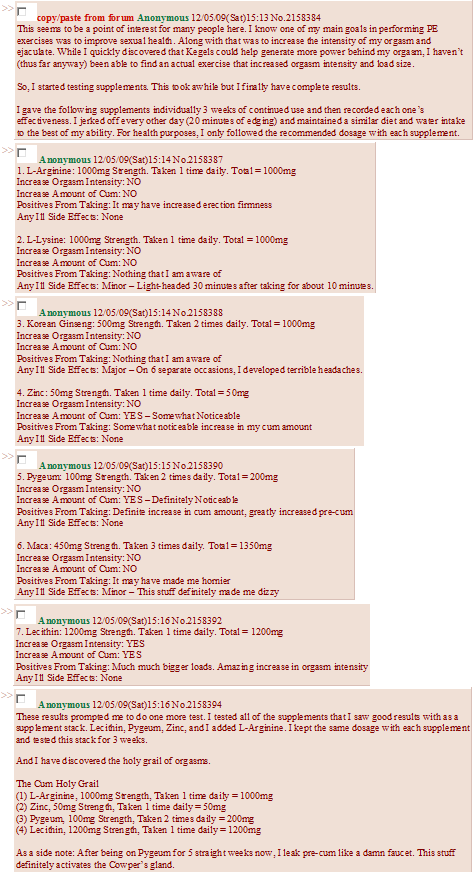 >> copy/paste from forum Anonymous 12/05/09(Sat)15:13 No.2158384
This seems to be a point of interest for many people here. I know one of my main goals in performing PE
exercises was to improve sexual health. Along with that was to increase the intensity of my orgasm and
ejaculate. While I quickly discovered that Kegels could help generate more power behind my orgasm, I haven't
(thus far anyway) been able to find an actual exercise that increased orgasm intensity and load size.
So, I started testing supplements. This took awhile but I finally have complete results.
I gave the following supplements individually 3 weeks of continued use and then recorded each one's
effectiveness. I jerked off every other day (20 minutes of edging) and maintained a similar diet and water intake
to the best of my ability. For health purposes, I only followed the recommended dosage with each supplement.
>> Anonymous 12/05/09(Sat)15:14 No.2158387
1. L-Arginine: 1000mg Strength. Taken 1 time daily. Total = 1000mg
Increase Orgasm Intensity: NO
Increase Amount of Cum: NO
Positives From Taking: It may have increased erection firmness
Any Ill Side Effects: None
2. L-Lysine: 1000mg Strength. Taken 1 time daily. Total = 1000mg
Increase Orgasm Intensity: NO
Increase Amount of Cum: NO
Positives From Taking: Nothing that I am aware of
Any Ill Side Effects: Minor – Light-headed 30 minutes after taking for about 10 minutes.
>> Anonymous 12/05/09(Sat)15:14 No.2158388
3. Korean Ginseng: 500mg Strength. Taken 2 times daily. Total = 1000mg
Increase Orgasm Intensity: NO
Increase Amount of Cum: NO
Positives From Taking: Nothing that I am aware of
Any Ill Side Effects: Major – On 6 separate occasions, I developed terrible headaches.
4. Zinc: 50mg Strength. Taken 1 time daily. Total = 50mg
Increase Orgasm Intensity: NO
Increase Amount of Cum: YES – Somewhat Noticeable
Positives From Taking: Somewhat noticeable increase in my cum amount
Any Ill Side Effects: None
>> Anonymous 12/05/09(Sat)15:15 No.2158390
5. Pygeum: 100mg Strength. Taken 2 times daily. Total = 200mg
Increase Orgasm Intensity: NO
Increase Amount of Cum: YES – Definitely Noticeable
Positives From Taking: Definite increase in cum amount, greatly increased pre-cum
Any Ill Side Effects: None
6. Maca: 450mg Strength. Taken 3 times daily. Total = 1350mg
Increase Orgasm Intensity: NO
Increase Amount of Cum: NO
Positives From Taking: It may have made me hornier
Any Ill Side Effects: Minor – This stuff definitely made me dizzy
>> Anonymous 12/05/09(Sat)15:16 No.2158392
7. Lecithin: 1200mg Strength. Taken 1 time daily. Total = 1200mg
Increase Orgasm Intensity: YES
Increase Amount of Cum: YES
Positives From Taking: Much much bigger loads. Amazing increase in orgasm intensity
Any Ill Side Effects: None
>> Anonymous 12/05/09(Sat)15:16 No.2158394
These results prompted me to do one more test. I tested all of the supplements that I saw good results with as a
supplement stack. Lecithin, Pygeum, Zinc, and I added L-Arginine. I kept the same dosage with each supplement
and tested this stack for 3 weeks.
And I have discovered the holy grail of orgasms.
The Cum Holy Grail
(1) L-Arginine, 1000mg Strength, Taken 1 time daily = 1000mg
(2) Zinc, 50mg Strength, Taken 1 time daily = 50mg
(3) Pygeum, 100mg Strength, Taken 2 times daily = 200mg
(4) Lecithin, 1200mg Strength, Taken 1 time daily = 1200mg
As a side note: After being on Pygeum for 5 straight weeks now, I leak pre-cum like a damn faucet. This stuff
definitely activates the Cowper's gland.